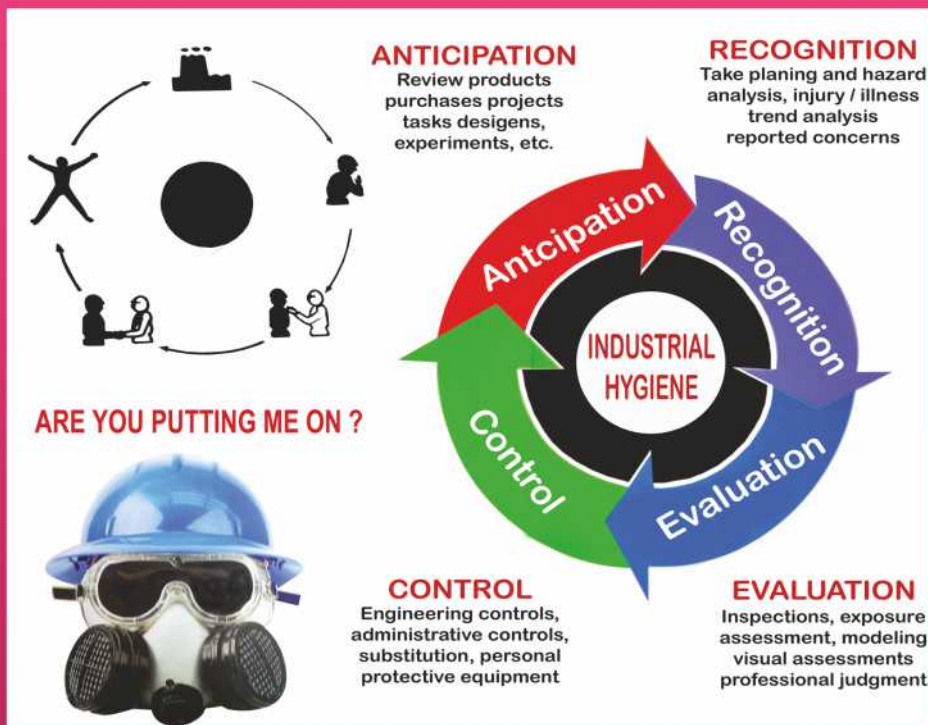 ANTICIPATION
Review products
purchases projects
tasks desigens,
experiments, etc.
RECOGNITION
Take planing and hazard
analysis, injury / illness
trend analysis
reported concerns
Antcipation
Recognition
Evaluation
Control
INDUSTRIAL
HYGIENE
ARE YOU PUTTING ME ON ?
CONTROL
Engineering controls,
administrative controls,
substitution, personal
protective equipment
EVALUATION
Inspections, exposure
assessment, modeling
visual assessments
professional judgment